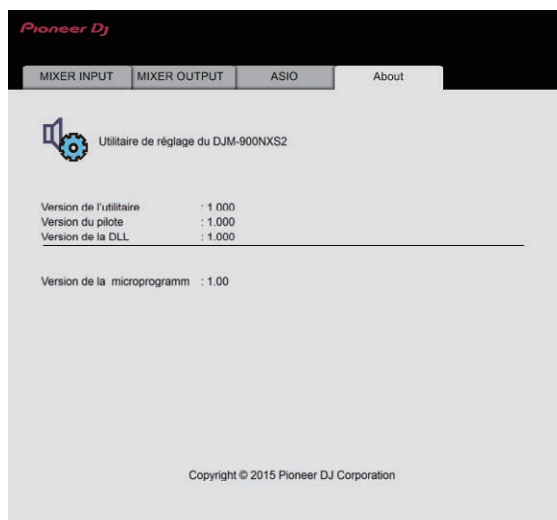 Pioneer Dj
MIXER INPUT MIXER OUTPUT ASIO About
Utilitaire de réglage du DJM-900NXS2
Version de l'utilitaire : 1.000
Version du pilote : 1.000
Version de la DLL : 1.000
Version de la microprogramm : 1.00
Copyright © 2015 Pioneer DJ Corporation